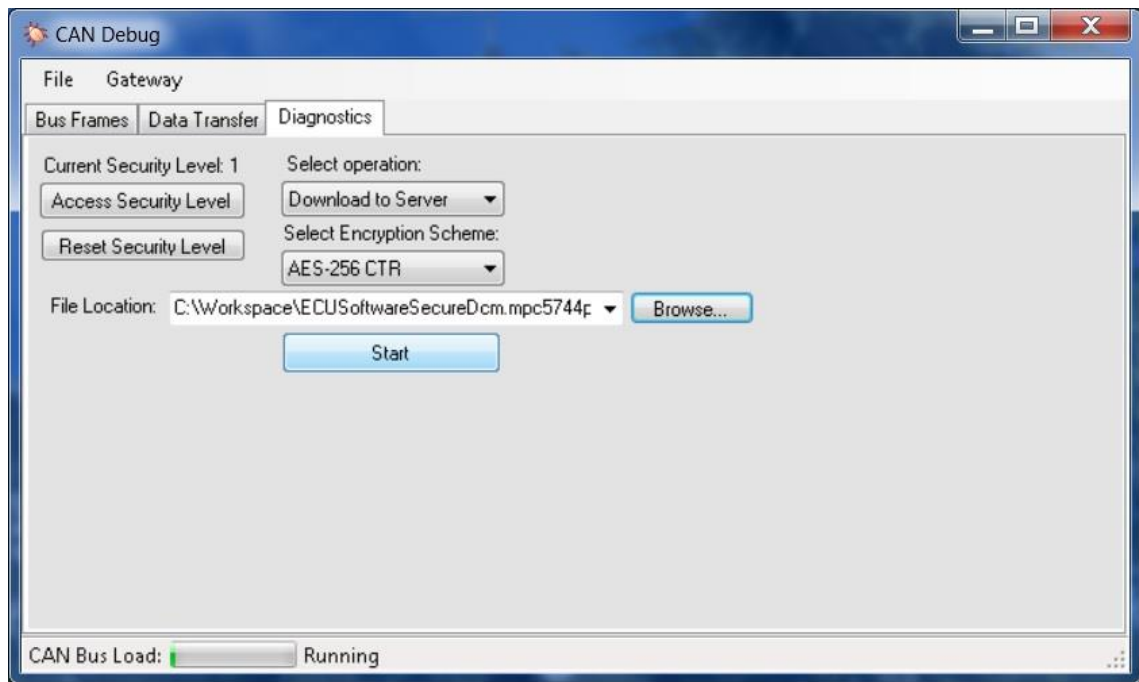 CAN Debug
File Gateway
Bus Frames Data Transfer Diagnostics
Current Security Level: 1
Select operation:
Access Security Level
Download to Server
Reset Security Level
Select Encryption Scheme:
AES-256 CTR
File Location: C:\Workspace\ECUSoftwareSecureDcm.mpc5744p Browse...
Start
CAN Bus Load: Running